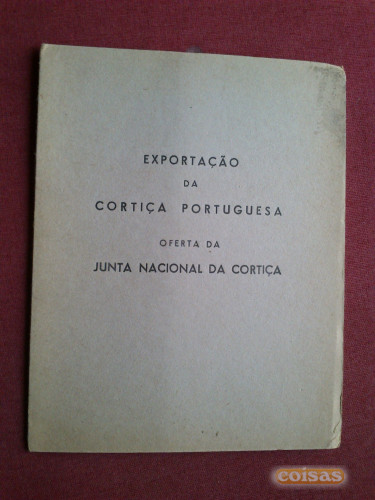 EXPORTAÇÃO
DA
CORTIÇA PORTUGUESA
OFERTA DA
JUNTA NACIONAL DA CORTIÇA
coisas